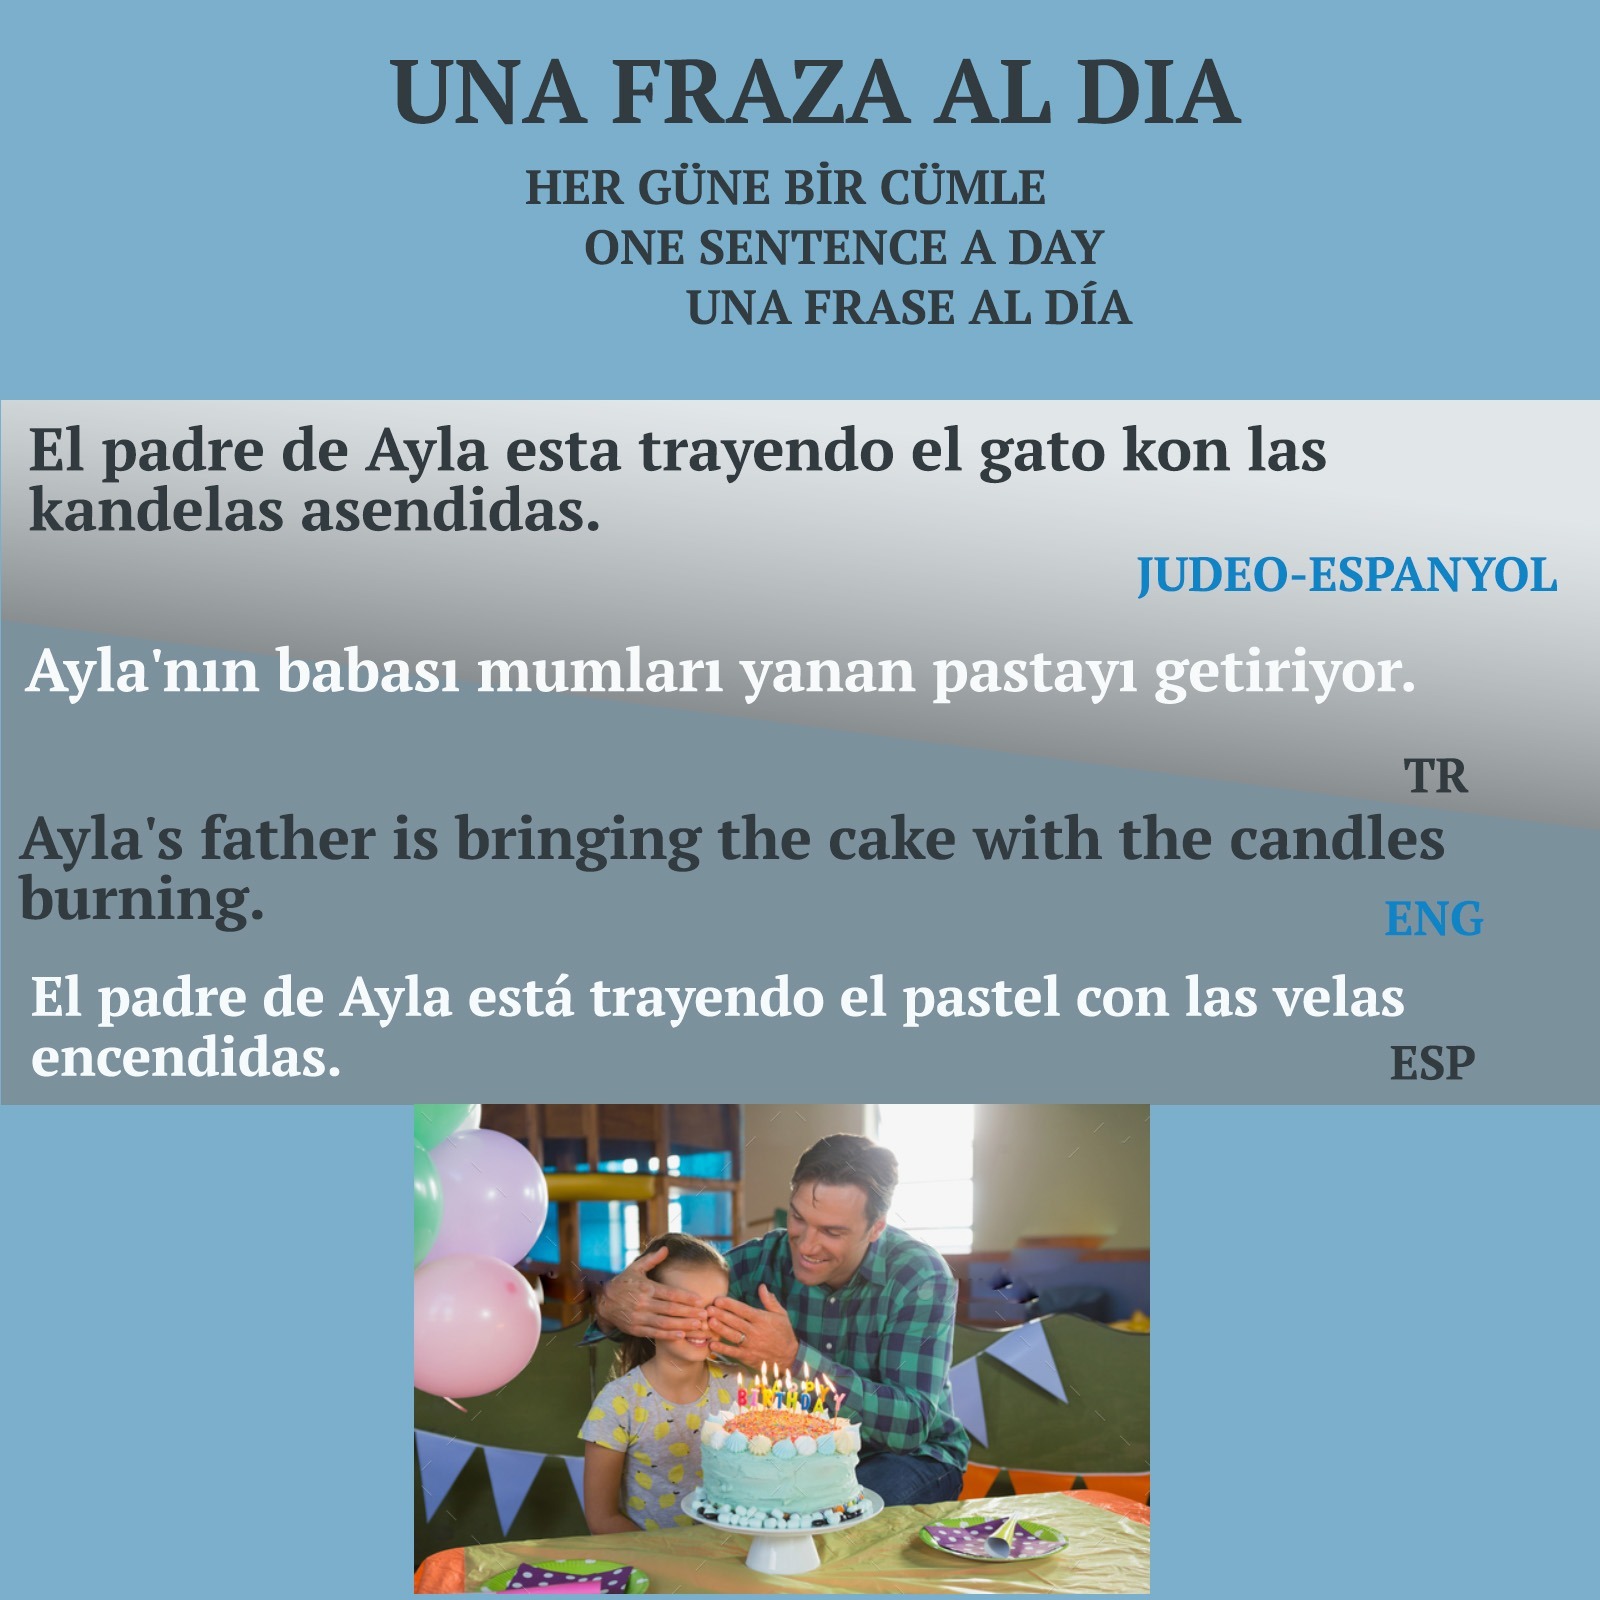 UNA FRAZA AL DIA
HER GÜNE BİR CÜMLE
ONE SENTENCE A DAY
UNA FRASE AL DÍA
El padre de Ayla esta trayendo el gato kon las
kandelas asendidas.
JUDEO-ESPANYOL
Ayla'nın babası mumları yanan pastayı getiriyor.
TR
Ayla's father is bringing the cake with the candles
burning.
ENG
El padre de Ayla está trayendo el pastel con las velas
encendidas.
ESP
HAPPY
BIRTHDAY